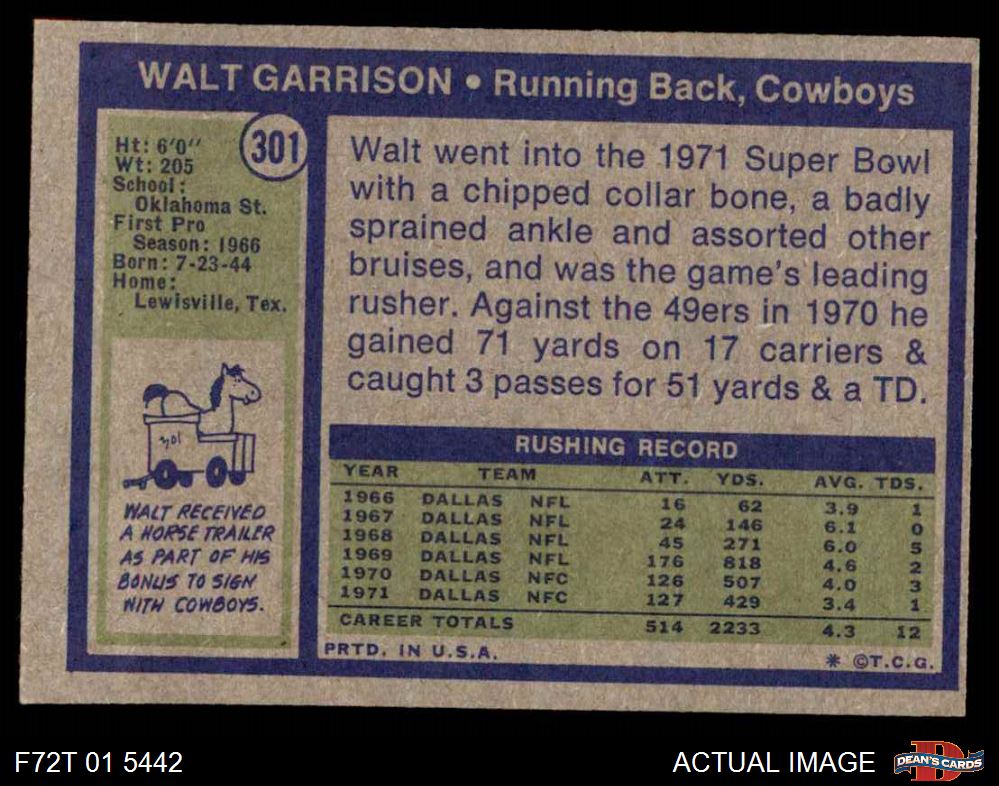 WALT GARRISON • Running Back, Cowboys
301
Ht: 6'0"
Wt: 205
School:
Oklahoma St.
First Pro
Season: 1966
Born: 7-23-44
Home:
Lewisville, Tex.
301
WALT RECEIVED
A HORSE TRAILER
AS PART OF HIS
BONUS TO SIGN
WITH COWBOYS.
Walt went into the 1971 Super Bowl
with a chipped collar bone, a badly
sprained ankle and assorted other
bruises, and was the game's leading
rusher. Against the 49ers in 1970 he
gained 71 yards on 17 carriers &
caught 3 passes for 51 yards & a TD.
RUSHING RECORD
YEAR TEAM ATT. YDS. AVG. TDS.
1966 DALLAS NFL 16 62 3.9 1
1967 DALLAS NFL 24 146 6.1 0
1968 DALLAS NFL 45 271 6.0 5
1969 DALLAS NFL 176 818 4.6 2
1970 DALLAS NFC 126 507 4.0 3
1971 DALLAS NFC 127 429 3.4 1
CAREER TOTALS 514 2233 4.3 12
PRTD. IN U.S.A. * ©T.C.G.
F72T 01 5442 ACTUAL IMAGE
D
DEAN'S CARDS